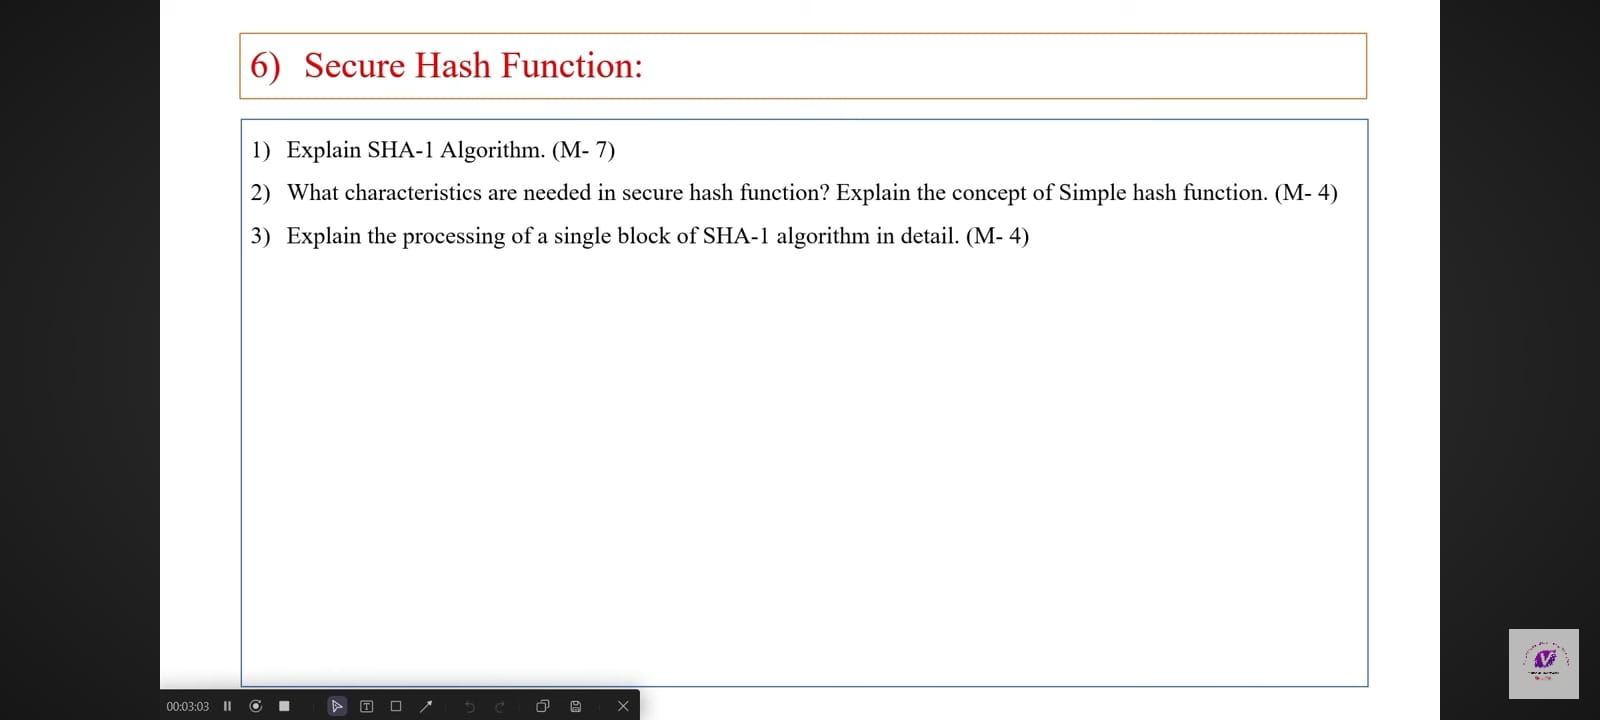 6) Secure Hash Function:
1) Explain SHA-1 Algorithm. (M- 7)
2) What characteristics are needed in secure hash function? Explain the concept of Simple hash function. (M- 4)
3) Explain the processing of a single block of SHA-1 algorithm in detail. (M- 4)
00:03:03